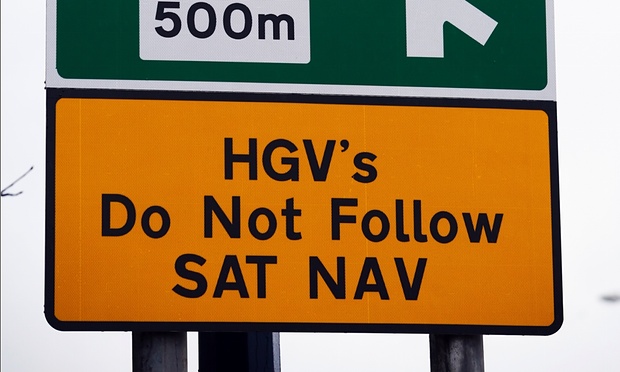 500m
HGV's
Do Not Follow
SAT NAV